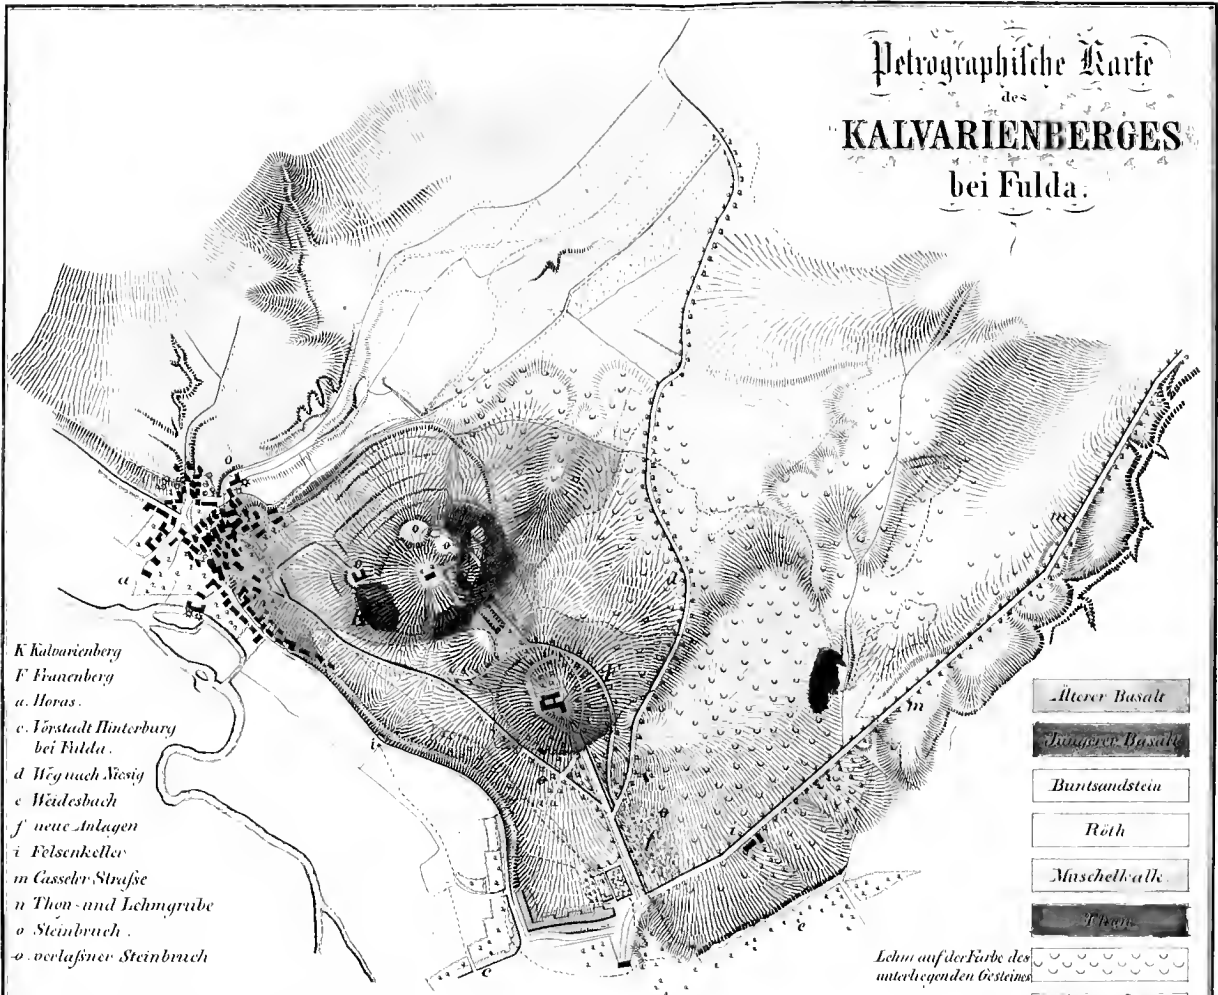 Petrographiſche Karte
des
KALVARIENBERGES
bei Fulda.
K Kalvarienberg
F Frauenberg
a. Horas.
c. Vorstadt Hinterburg
bei Fulda.
d Weg nach Niesig
e Weidesbach
f neue Anlagen
i Felsenkeller
m Casseler Straſse
n Thon- und Lehmgrube
o Steinbruch.
-o. verlaſsner Steinbruch
Älterer Basalt
Jüngerer Basalt
Buntsandstein
Röth
Muschelkalk.
Thon
Lehm auf der Farbe des
unterliegenden Gesteines
a
o
i
m
e
c